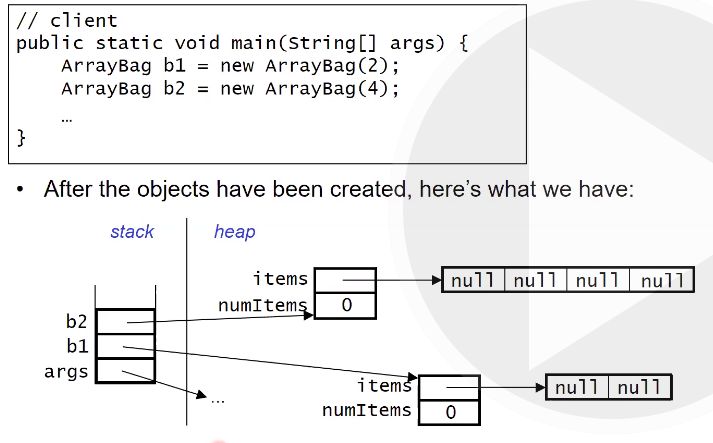 // client
public static void main(String[] args) {
    ArrayBag b1 = new ArrayBag(2);
    ArrayBag b2 = new ArrayBag(4);
    …
}
• After the objects have been created, here’s what we have:
stack heap
items null null null null
numItems 0
b2
b1
args …
items null null
numItems 0